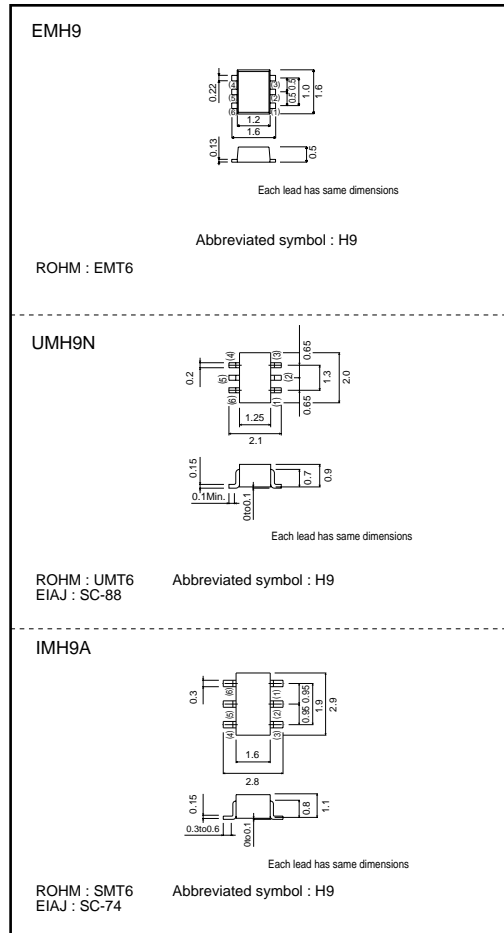 EMH9
0.22
(4)
(3)
(5)
(2)
(6)
(1)
0.5 0.5
1.0
1.6
1.2
1.6
0.13
0.5
Each lead has same dimensions
Abbreviated symbol : H9
ROHM : EMT6
UMH9N
0.2
(4)
(3)
(5)
(2)
(6)
(1)
0.65
0.65
1.3
2.0
1.25
2.1
0.15
0.1Min.
0to0.1
0.7
0.9
Each lead has same dimensions
ROHM : UMT6 Abbreviated symbol : H9
EIAJ : SC-88
IMH9A
0.3
(6)
(1)
(5)
(2)
(4)
(3)
0.95 0.95
1.9
2.9
1.6
2.8
0.15
0.3to0.6
0to0.1
0.8
1.1
Each lead has same dimensions
ROHM : SMT6 Abbreviated symbol : H9
EIAJ : SC-74